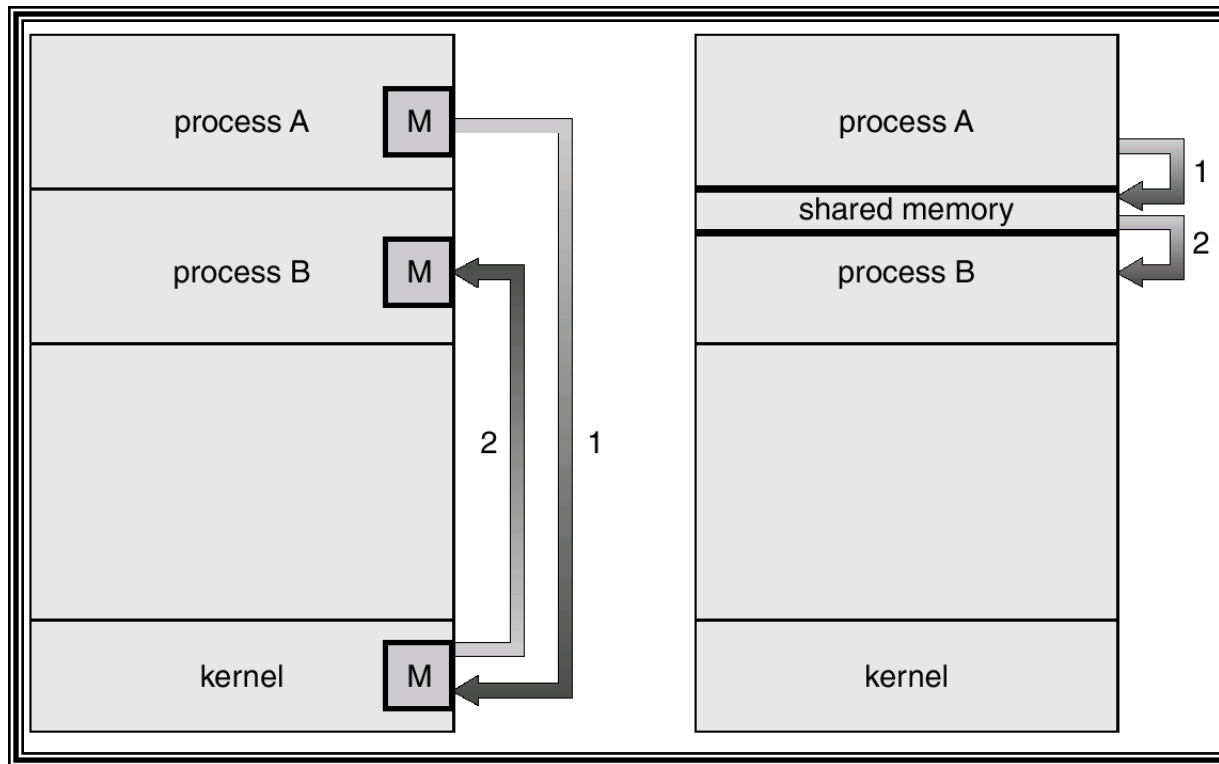 process A
M
process B
M
2
1
kernel
M
process A
1
shared memory
2
process B
kernel